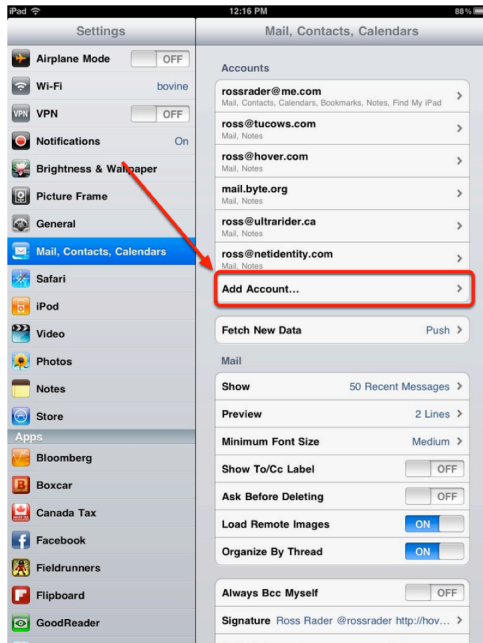 iPad 12:16 PM 88%
Settings
Airplane Mode OFF
Wi-Fi bovine
VPN VPN OFF
Notifications On
Brightness & Wallpaper
Picture Frame
General
Mail, Contacts, Calendars
Safari
iPod
Video
Photos
Notes
Store
Apps
Bloomberg
Boxcar
Canada Tax
Facebook
Fieldrunners
Flipboard
GoodReader
Mail, Contacts, Calendars
Accounts
rossrader@me.com
Mail, Contacts, Calendars, Bookmarks, Notes, Find My iPad
ross@tucows.com
Mail, Notes
ross@hover.com
Mail, Notes
mail.byte.org
Mail, Notes
ross@ultrarider.ca
Mail, Notes
ross@netidentity.com
Mail, Notes
Add Account...
Fetch New Data Push
Mail
Show 50 Recent Messages
Preview 2 Lines
Minimum Font Size Medium
Show To/Cc Label OFF
Ask Before Deleting OFF
Load Remote Images ON
Organize By Thread ON
Always Bcc Myself OFF
Signature Ross Rader @rossrader http://hov...